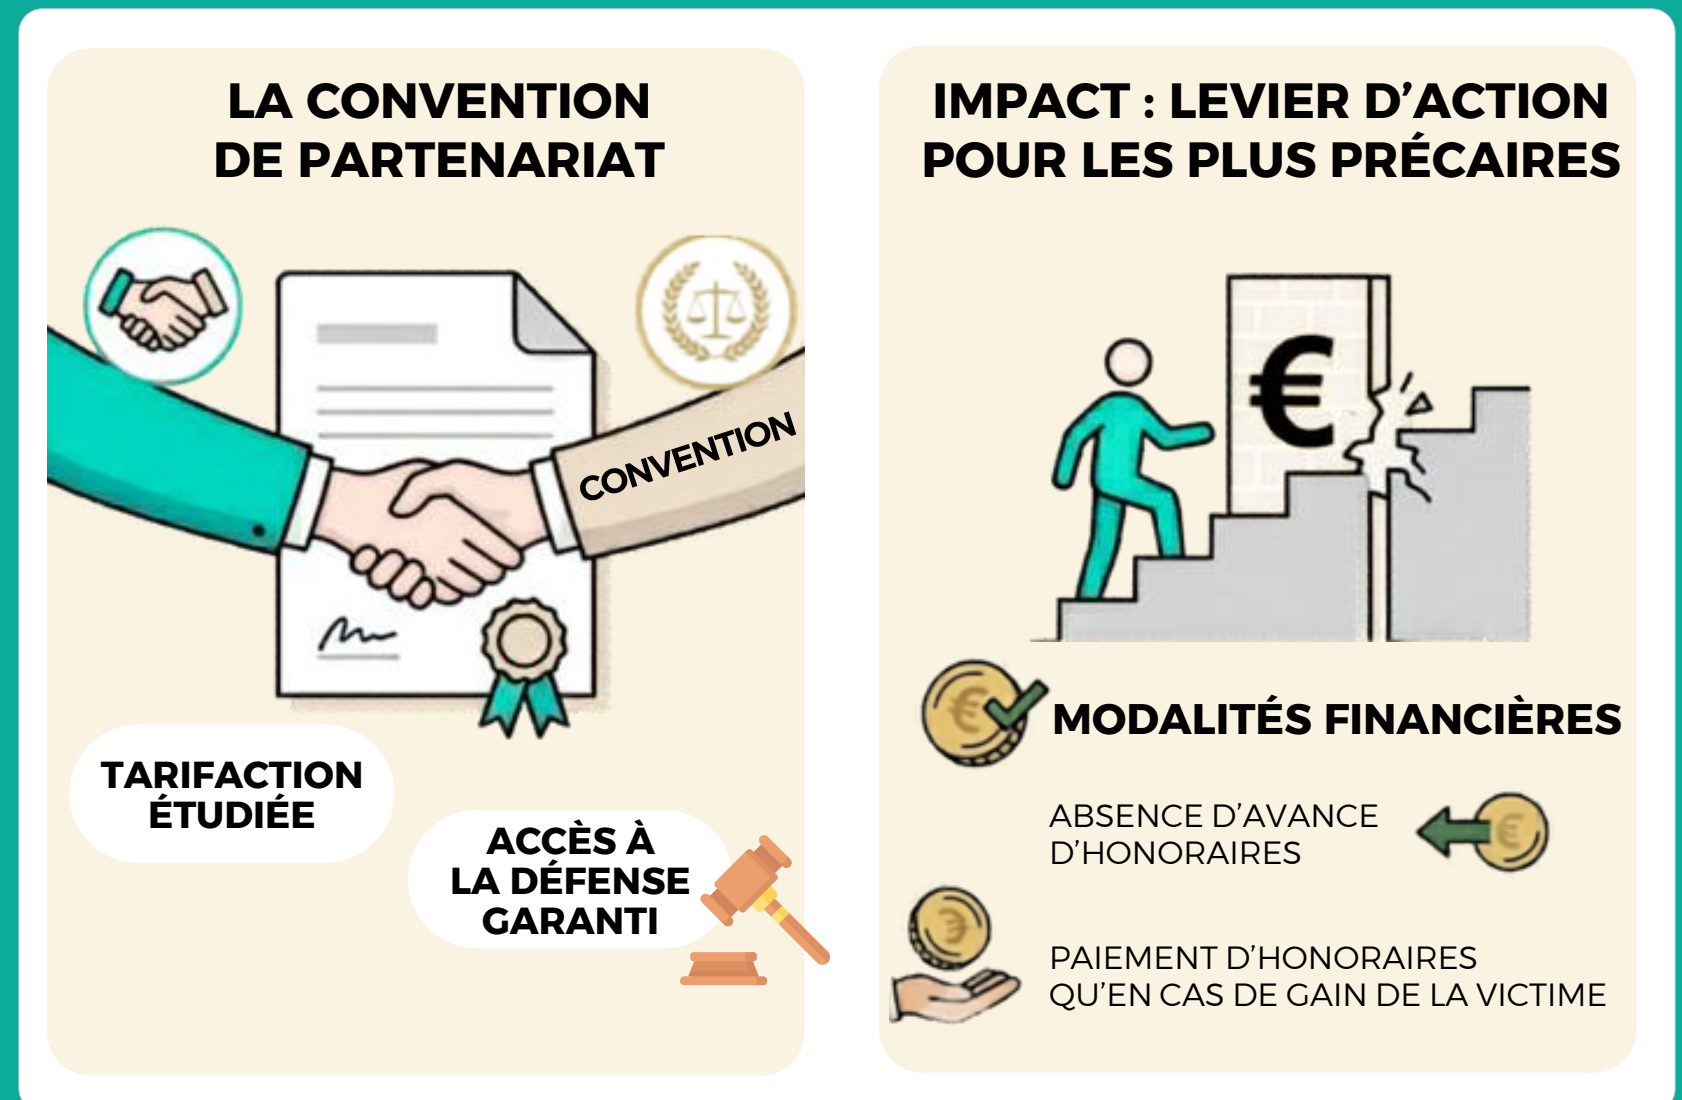 LA CONVENTION
DE PARTENARIAT
CONVENTION
TARIFACTION
ÉTUDIÉE
ACCÈS À
LA DÉFENSE
GARANTI
IMPACT : LEVIER D’ACTION
POUR LES PLUS PRÉCAIRES
€
MODALITÉS FINANCIÈRES
ABSENCE D’AVANCE
D’HONORAIRES
PAIEMENT D’HONORAIRES
QU’EN CAS DE GAIN DE LA VICTIME